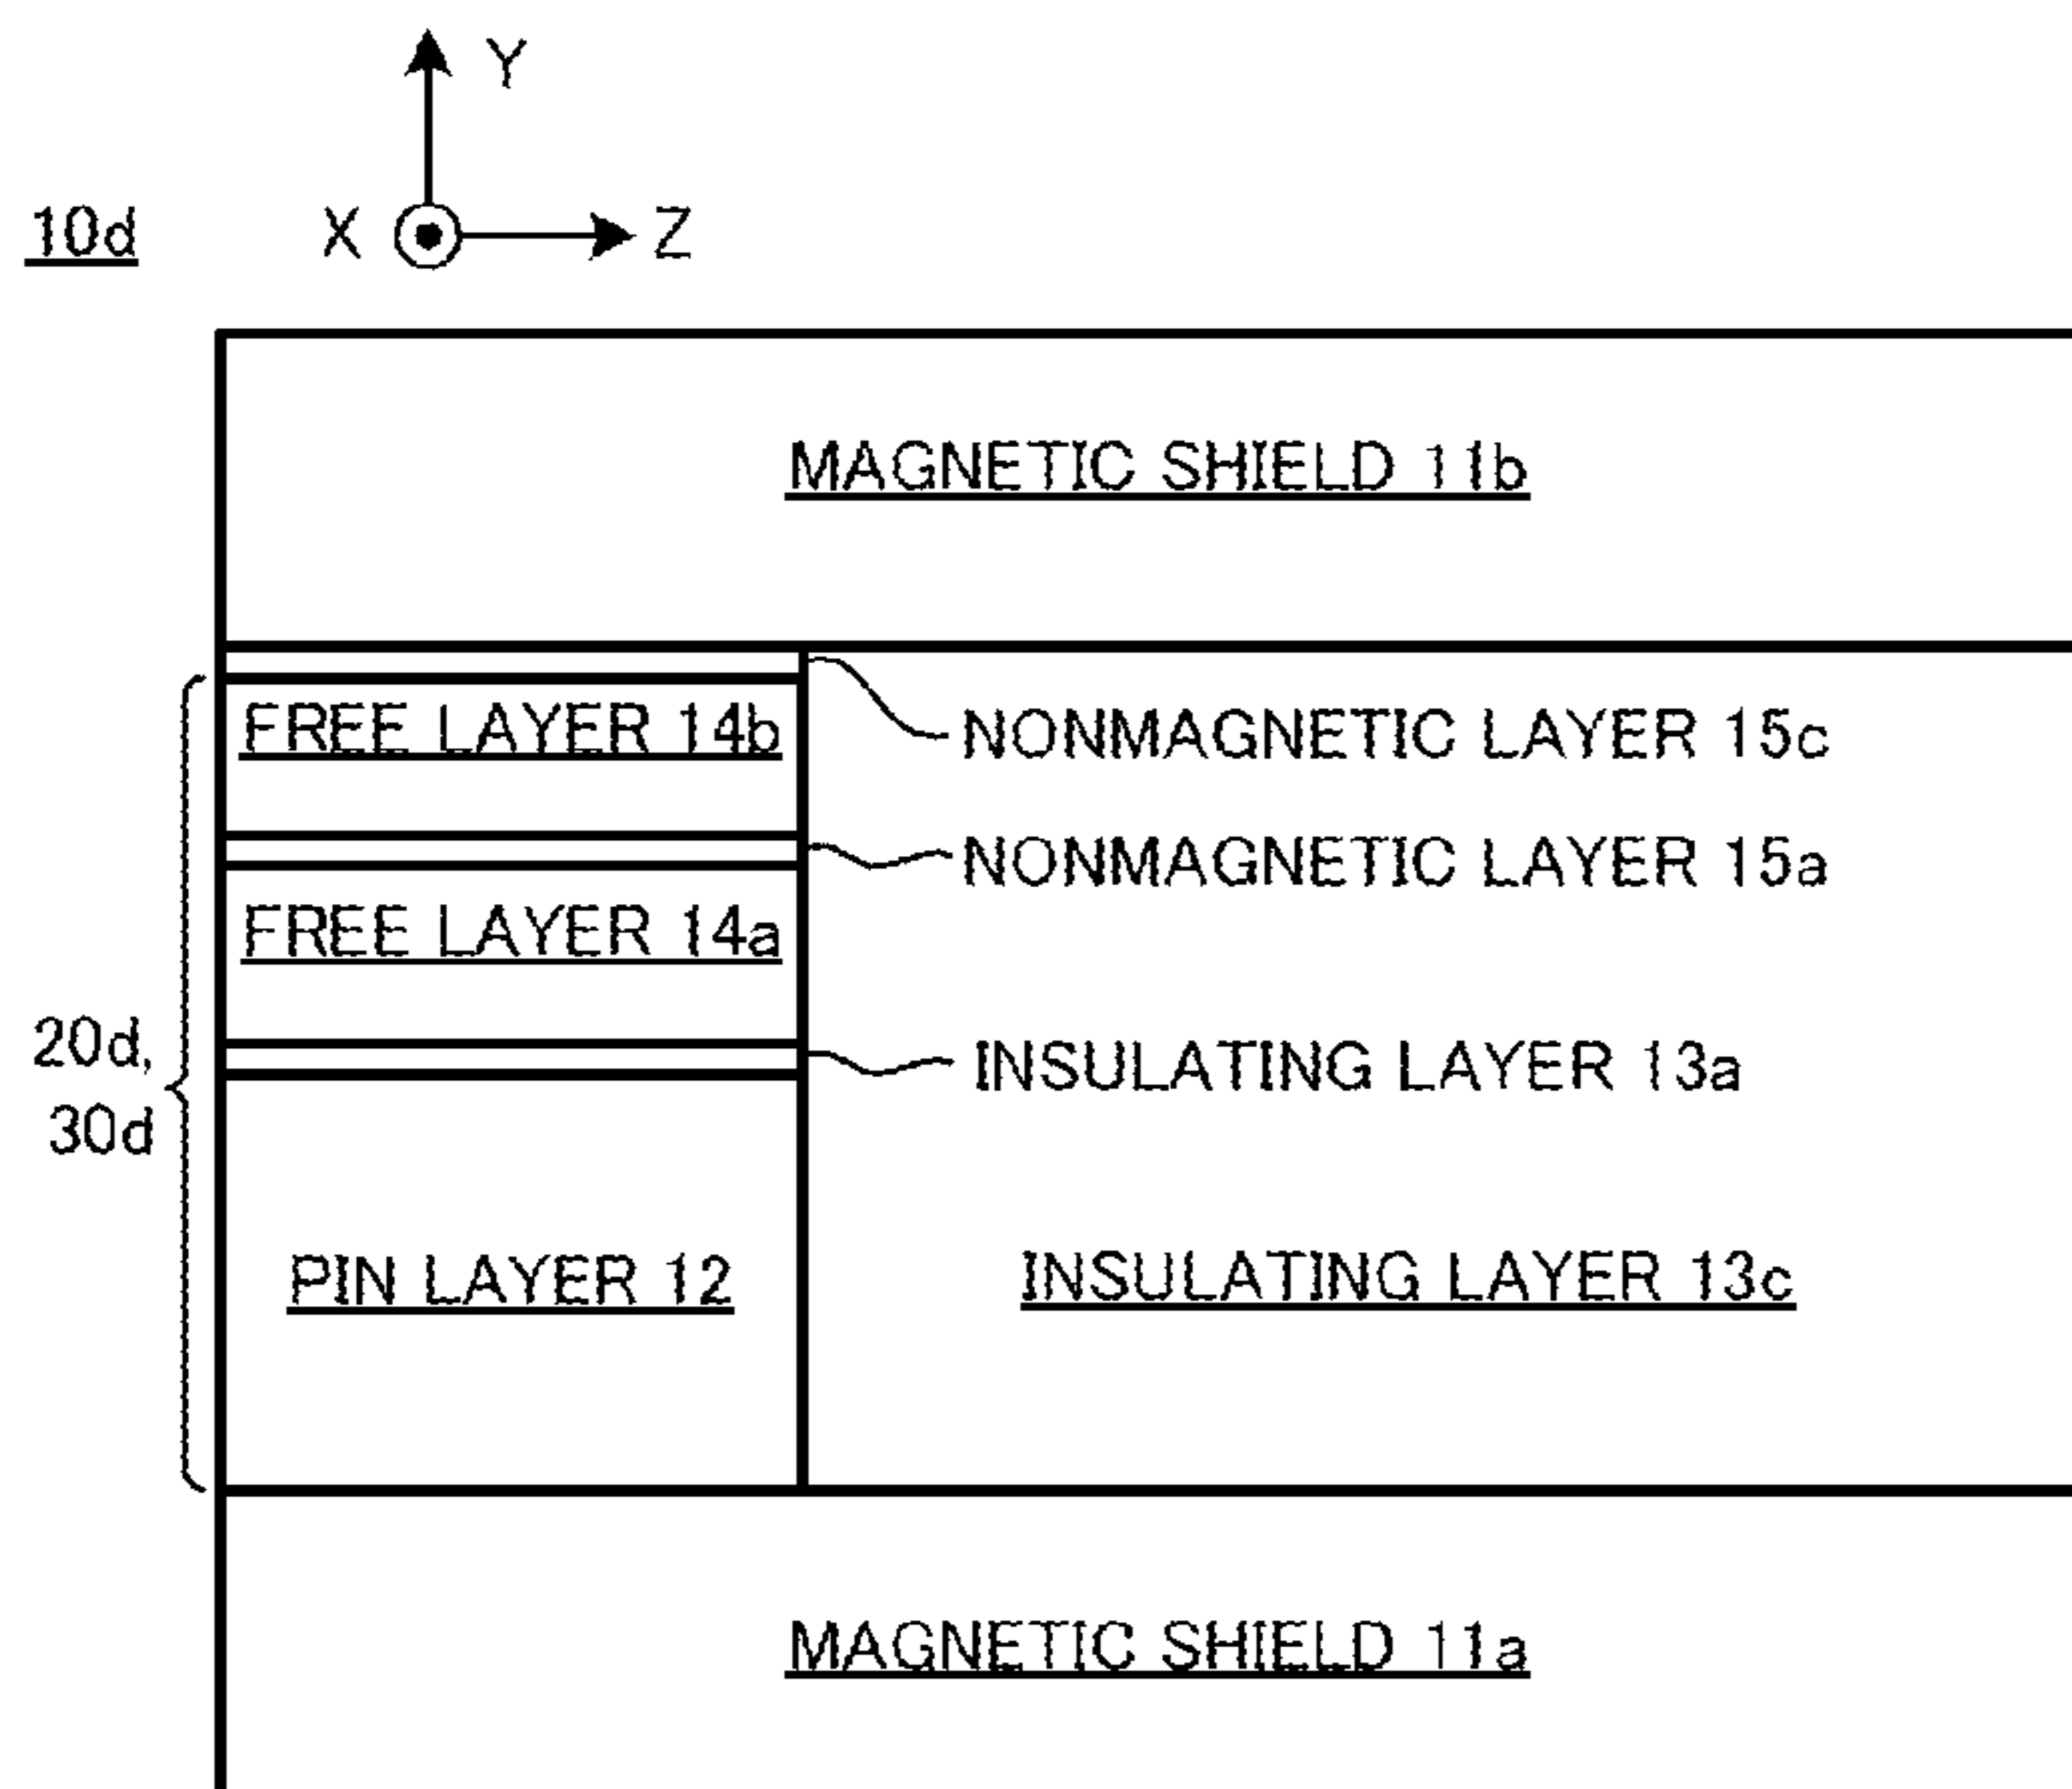 Y
10d
X
Z
MAGNETIC SHIELD 11b
FREE LAYER 14b
NONMAGNETIC LAYER 15c
NONMAGNETIC LAYER 15a
FREE LAYER 14a
20d,
30d
INSULATING LAYER 13a
PIN LAYER 12
INSULATING LAYER 13c
MAGNETIC SHIELD 11a